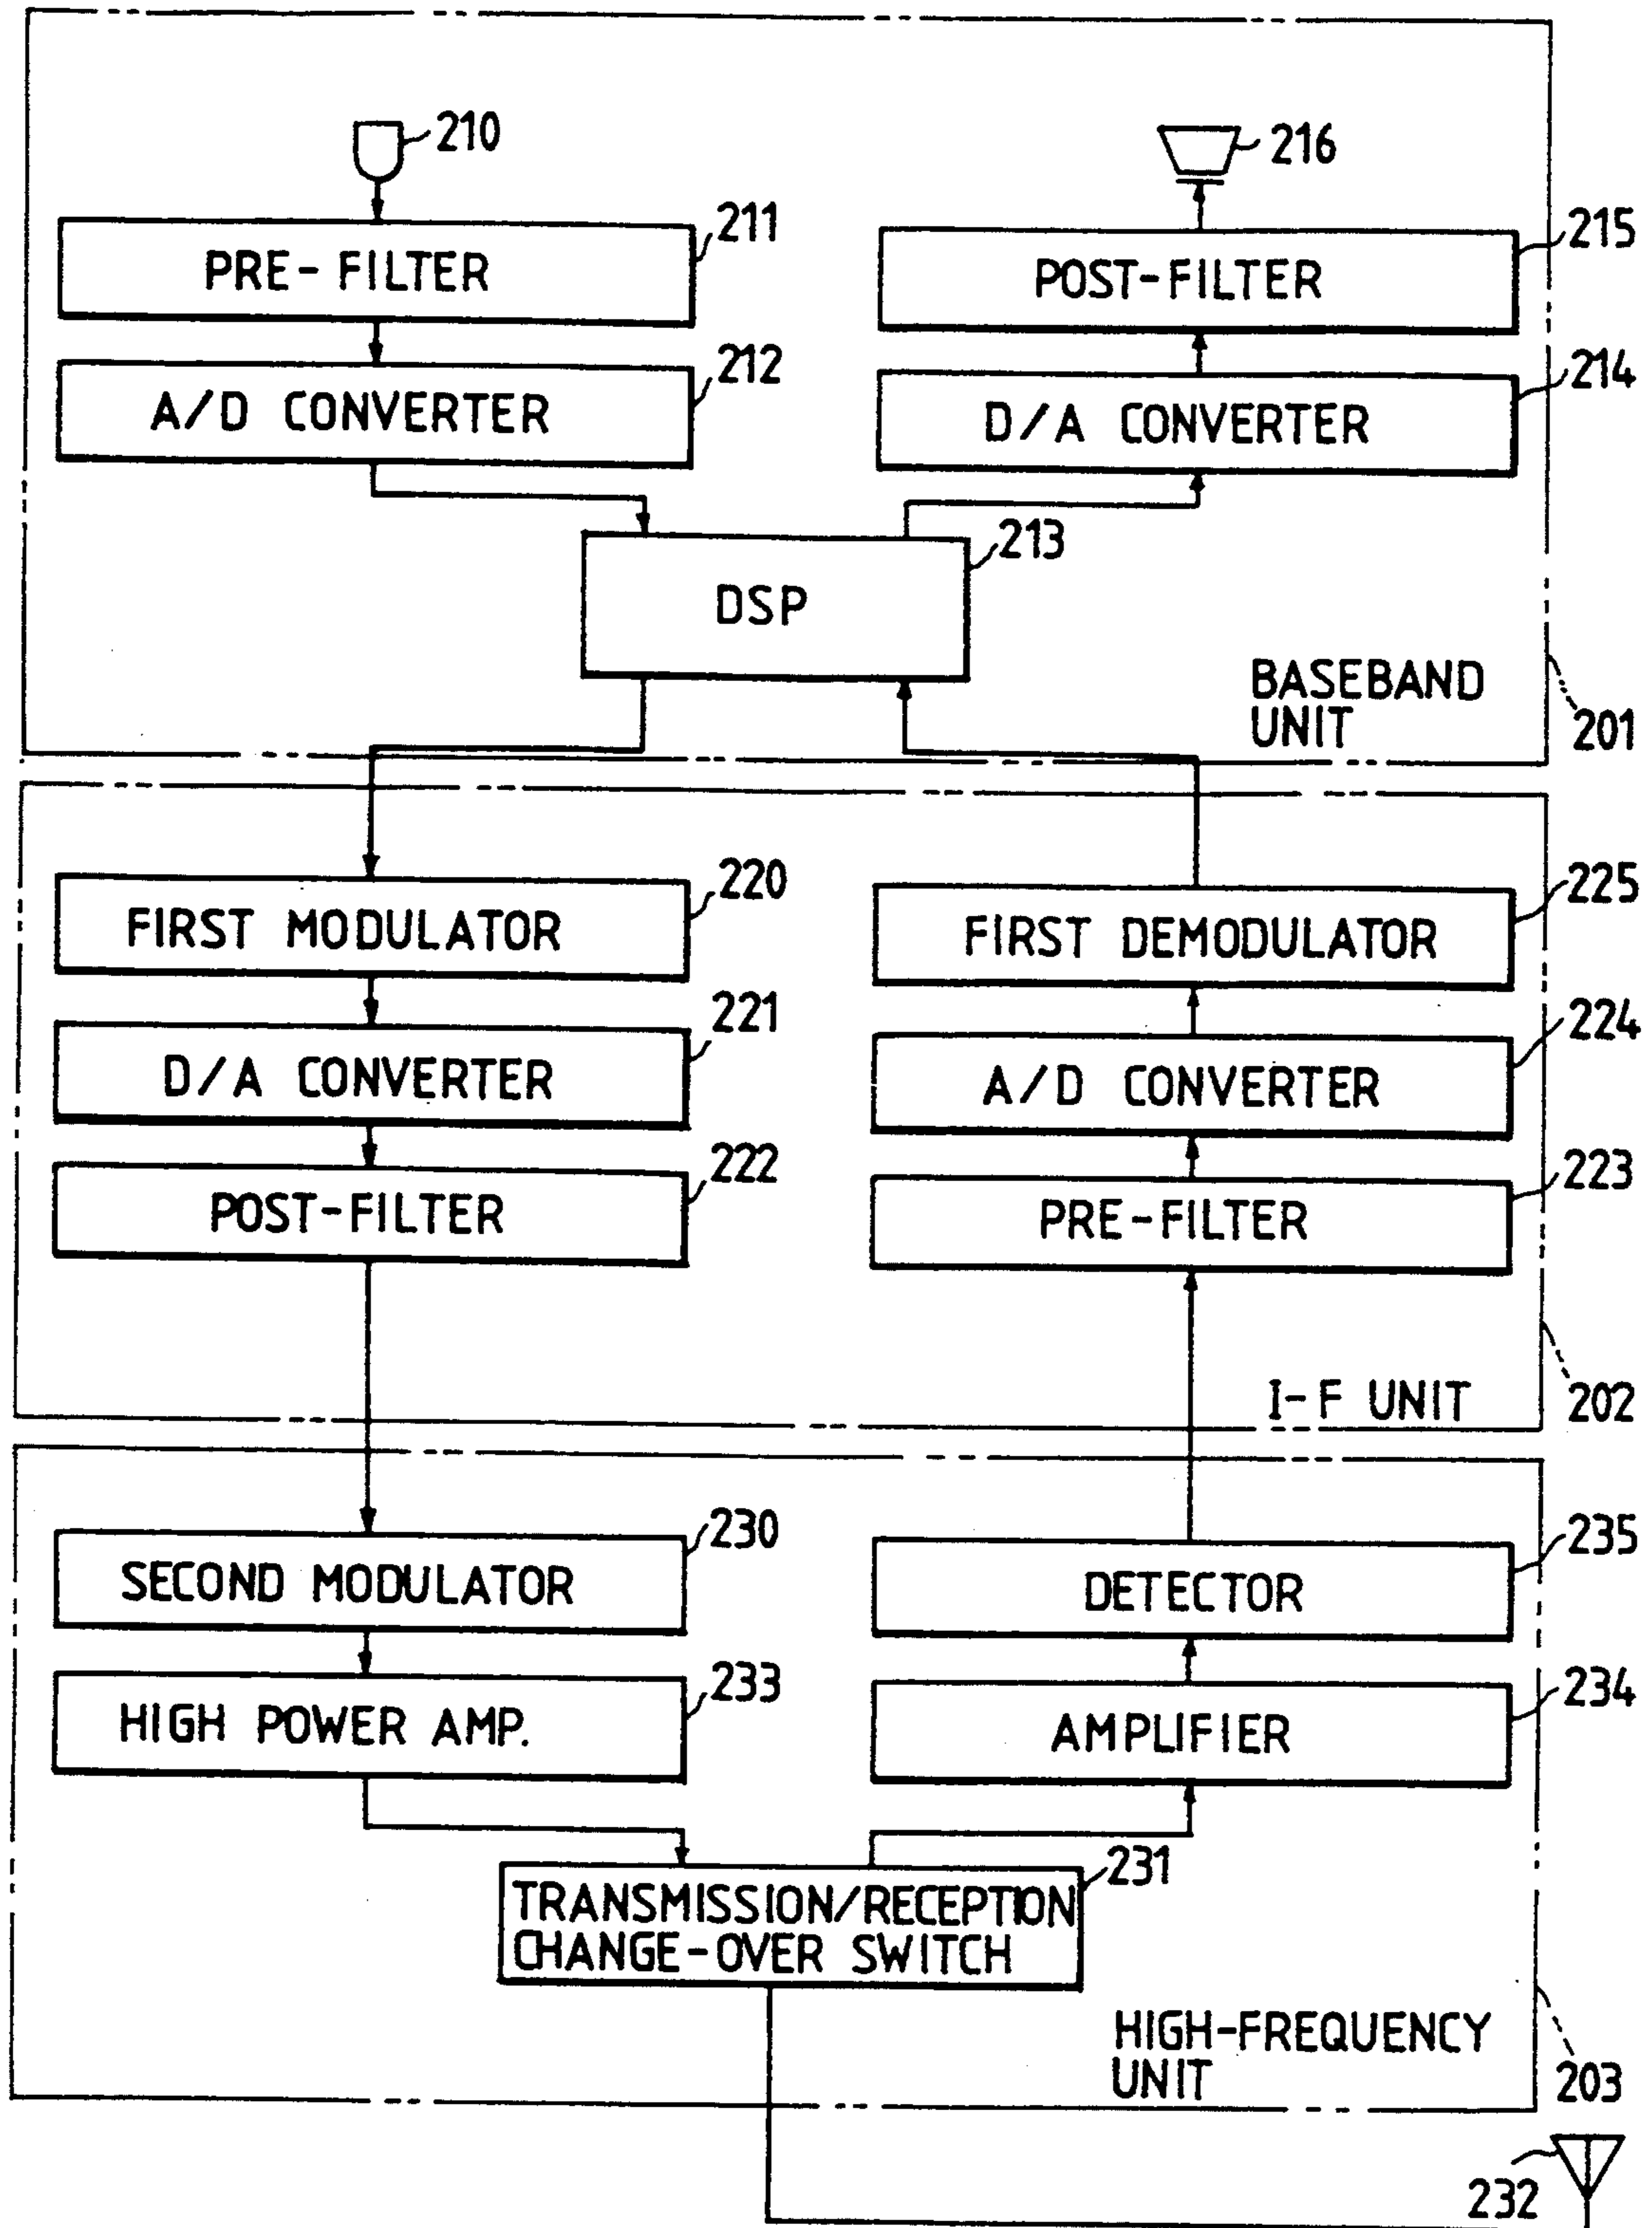 210
216
211
PRE-FILTER
215
POST-FILTER
212
A/D CONVERTER
214
D/A CONVERTER
213
DSP
BASEBAND
UNIT
201
220
FIRST MODULATOR
225
FIRST DEMODULATOR
221
D/A CONVERTER
224
A/D CONVERTER
222
POST-FILTER
223
PRE-FILTER
I-F UNIT
202
230
SECOND MODULATOR
235
DETECTOR
233
HIGH POWER AMP.
234
AMPLIFIER
231
TRANSMISSION/RECEPTION
CHANGE-OVER SWITCH
HIGH-FREQUENCY
UNIT
203
232